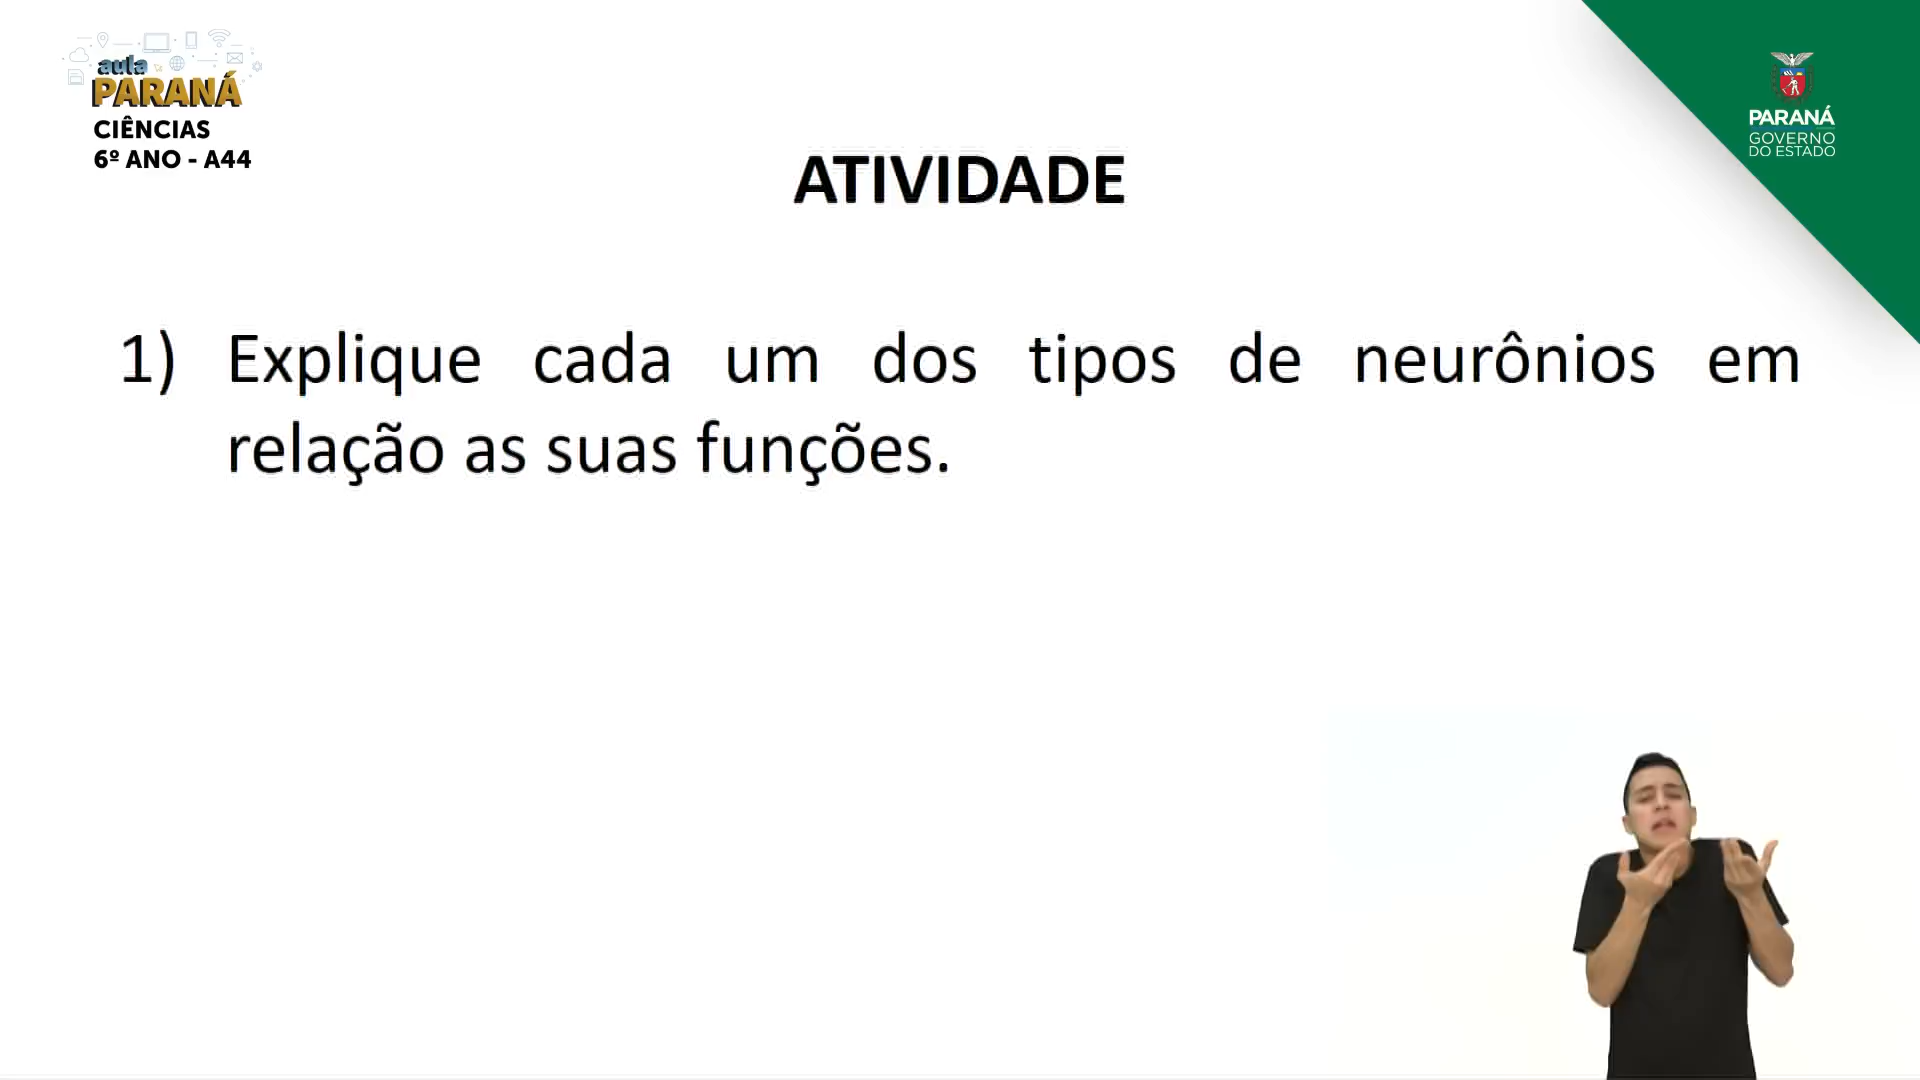 aula
PARANÁ
CIÊNCIAS
6º ANO - A44
PARANÁ
GOVERNO
DO ESTADO
ATIVIDADE
1) Explique cada um dos tipos de neurônios em
relação as suas funções.